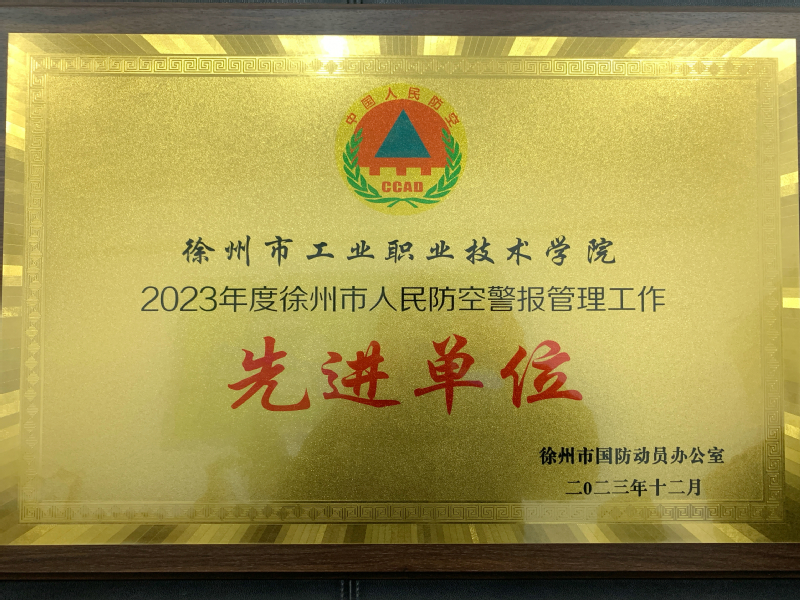 中国人民防空
CCAD
徐州市工业职业技术学院
2023年度徐州市人民防空警报管理工作
先进单位
徐州市国防动员办公室
二〇二三年十二月